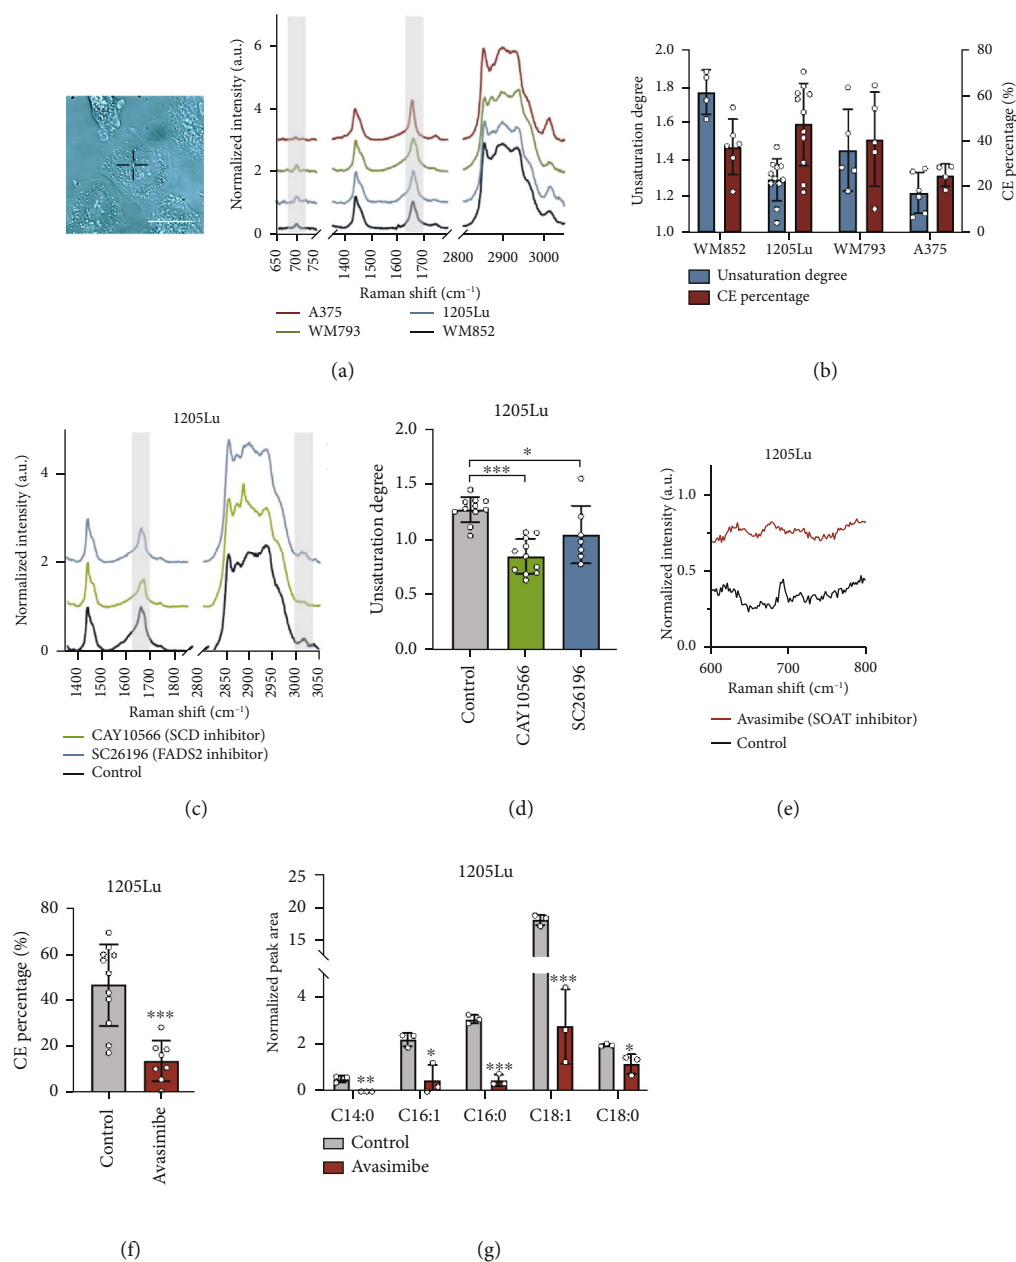 Normalized intensity (a.u.)
6
4
2
0
650 700 750 1400 1500 1600 1700 2800 2900 3000
Raman shift (cm⁻¹)
A375
1205Lu
WM793
WM852
(a)
Unsaturation degree
2.0
1.8
1.6
1.4
1.2
1.0
80
60
40
20
0
CE percentage (%)
WM852 1205Lu WM793 A375
Unsaturation degree
CE percentage
(b)
1205Lu
Normalized intensity (a.u.)
4
2
0
1400 1500 1600 1700 1800 2800 2850 2900 2950 3000 3050
Raman shift (cm⁻¹)
CAY10566 (SCD inhibitor)
SC26196 (FADS2 inhibitor)
Control
(c)
1205Lu
Unsaturation degree
2.0
1.5
1.0
0.5
0.0
*
***
Control
CAY10566
SC26196
(d)
1205Lu
Normalized intensity (a.u.)
1.0
0.5
0.0
600 700 800
Raman shift (cm⁻¹)
Avasimibe (SOAT inhibitor)
Control
(e)
1205Lu
CE percentage (%)
80
60
40
20
0
***
Control
Avasimibe
(f)
1205Lu
Normalized peak area
25
20
15
4
2
0
** * *** *** *
C14:0 C16:1 C16:0 C18:1 C18:0
Control
Avasimibe
(g)